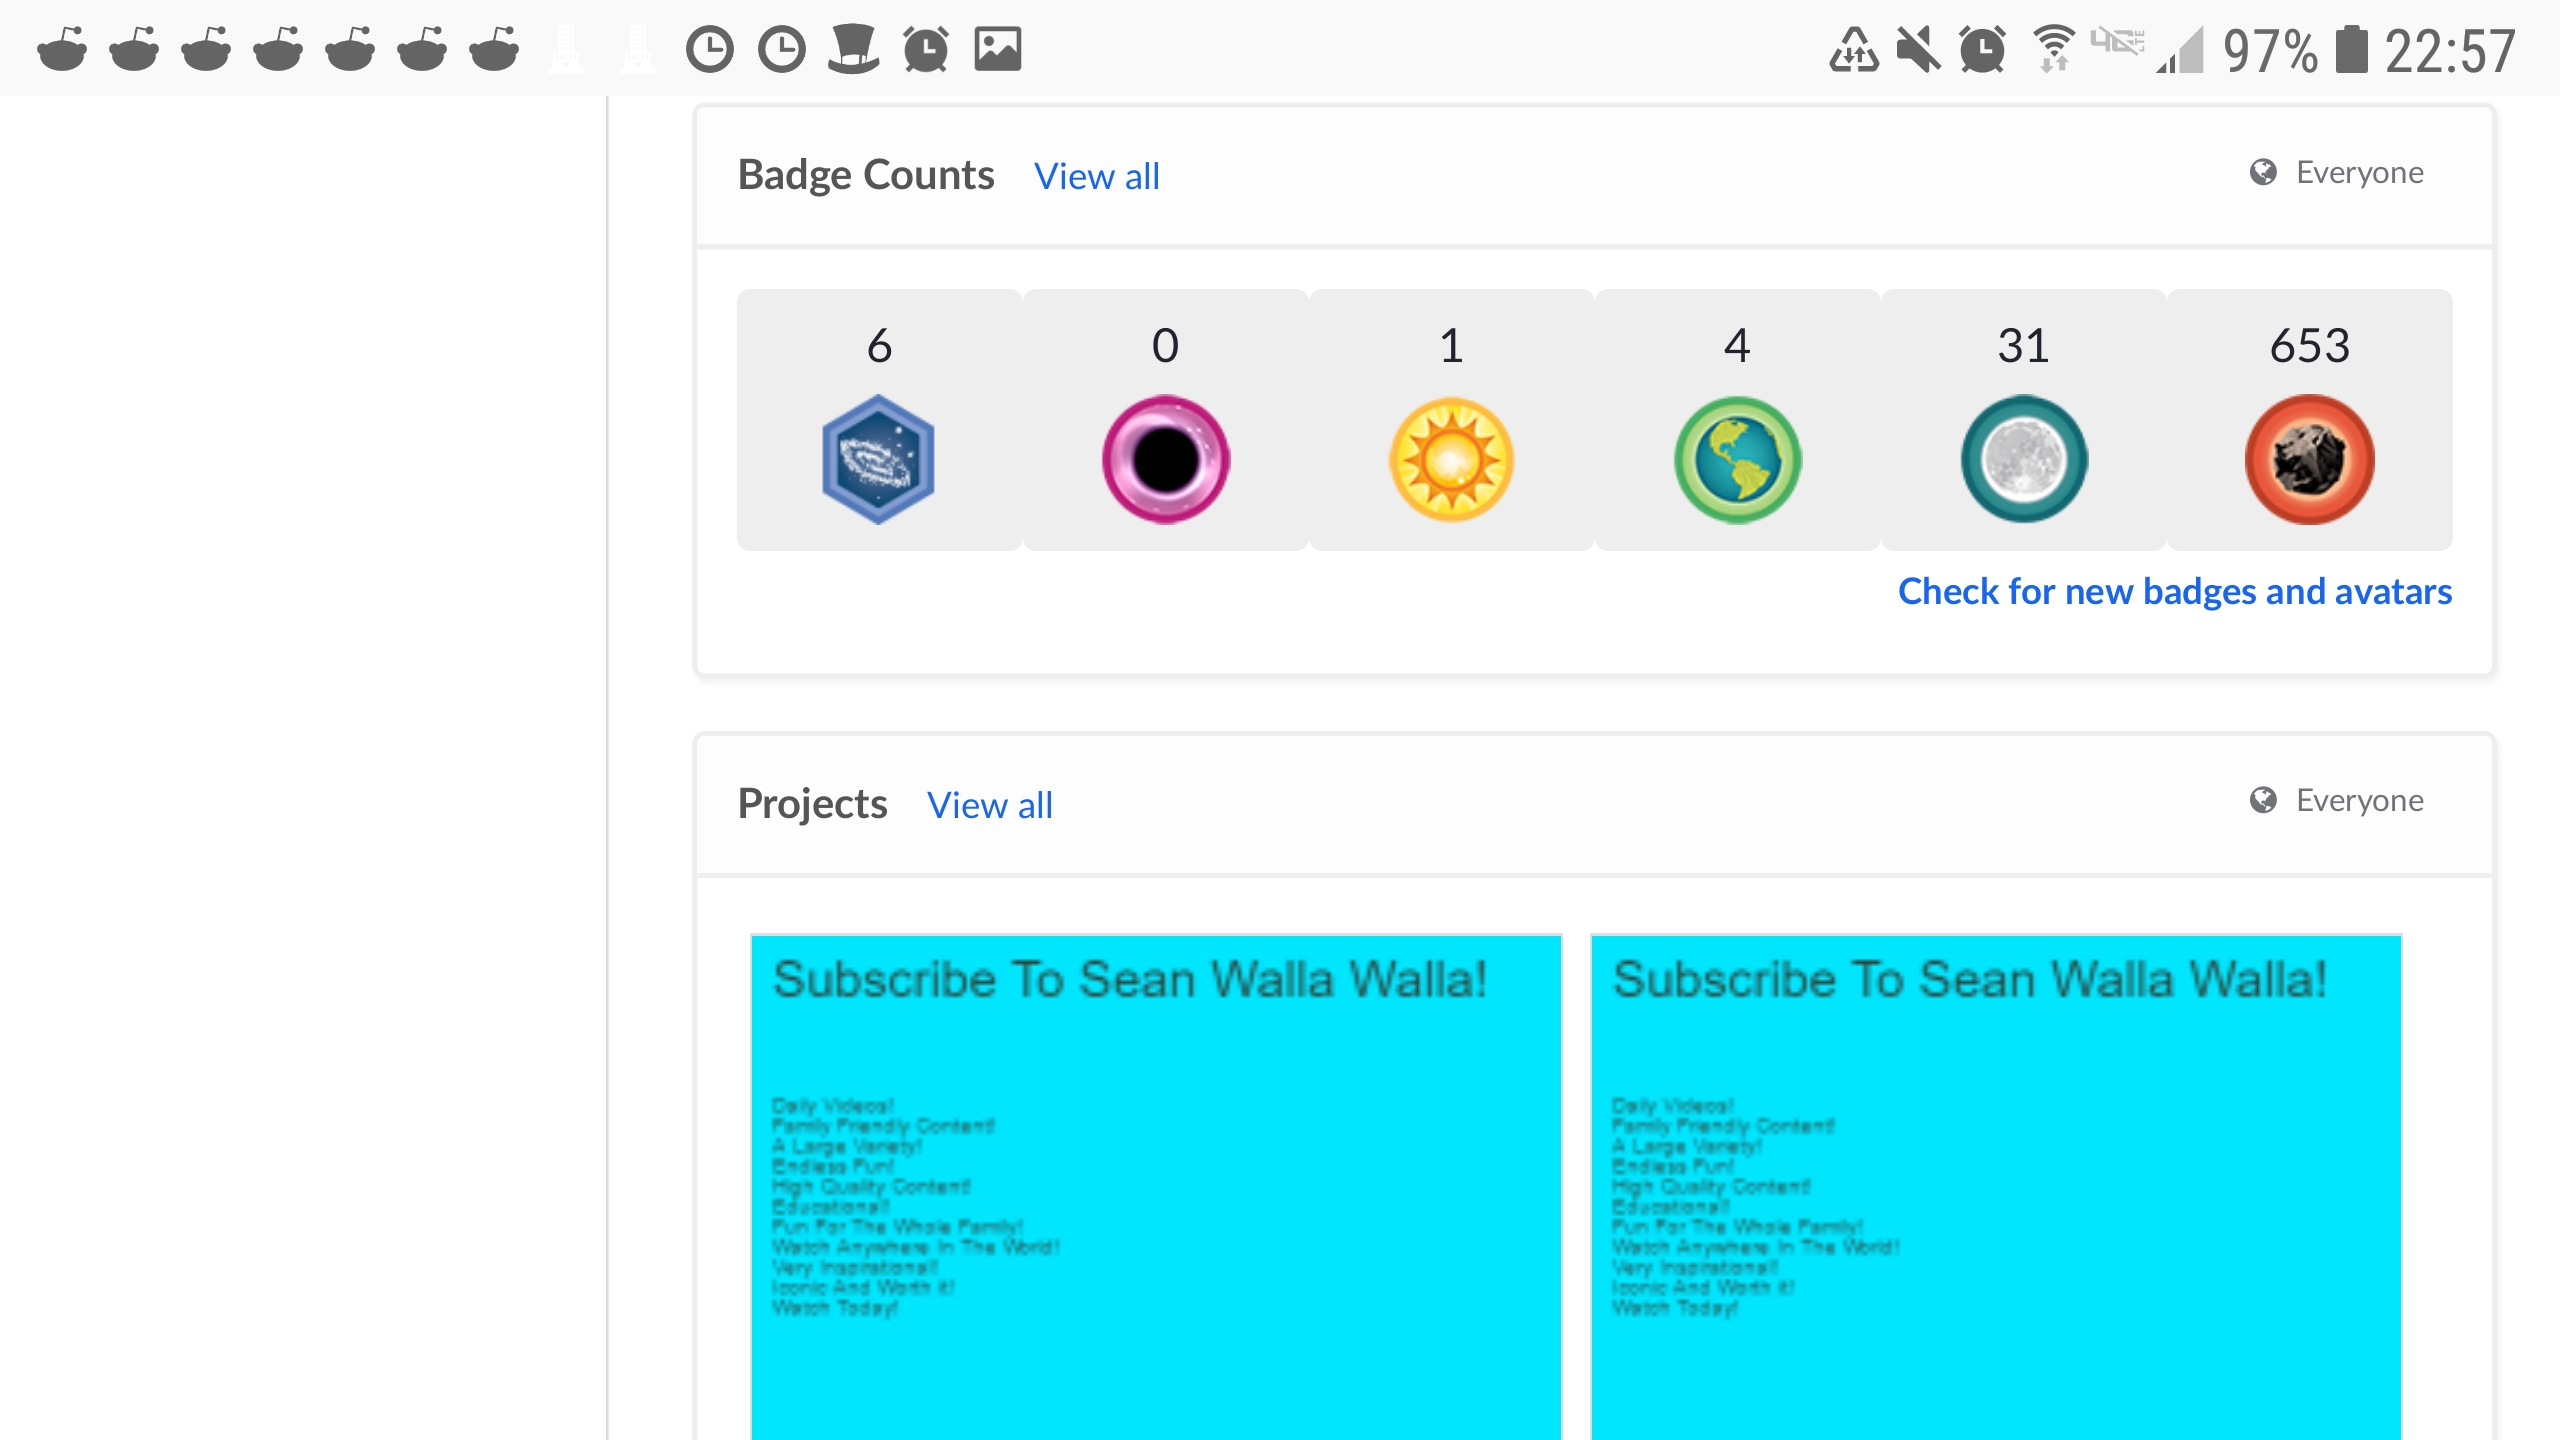 97% 22:57
Badge Counts View all Everyone
6 0 1 4 31 653
Check for new badges and avatars
Projects View all Everyone
Subscribe To Sean Walla Walla!
Daily Videos!
Family Friendly Content!
A Large Variety!
Endless Fun!
High Quality Content!
Educational!
Fun For The Whole Family!
Watch Anywhere In The World!
Very Inspirational!
Iconic And Worth it!
Watch Today!
Subscribe To Sean Walla Walla!
Daily Videos!
Family Friendly Content!
A Large Variety!
Endless Fun!
High Quality Content!
Educational!
Fun For The Whole Family!
Watch Anywhere In The World!
Very Inspirational!
Iconic And Worth it!
Watch Today!